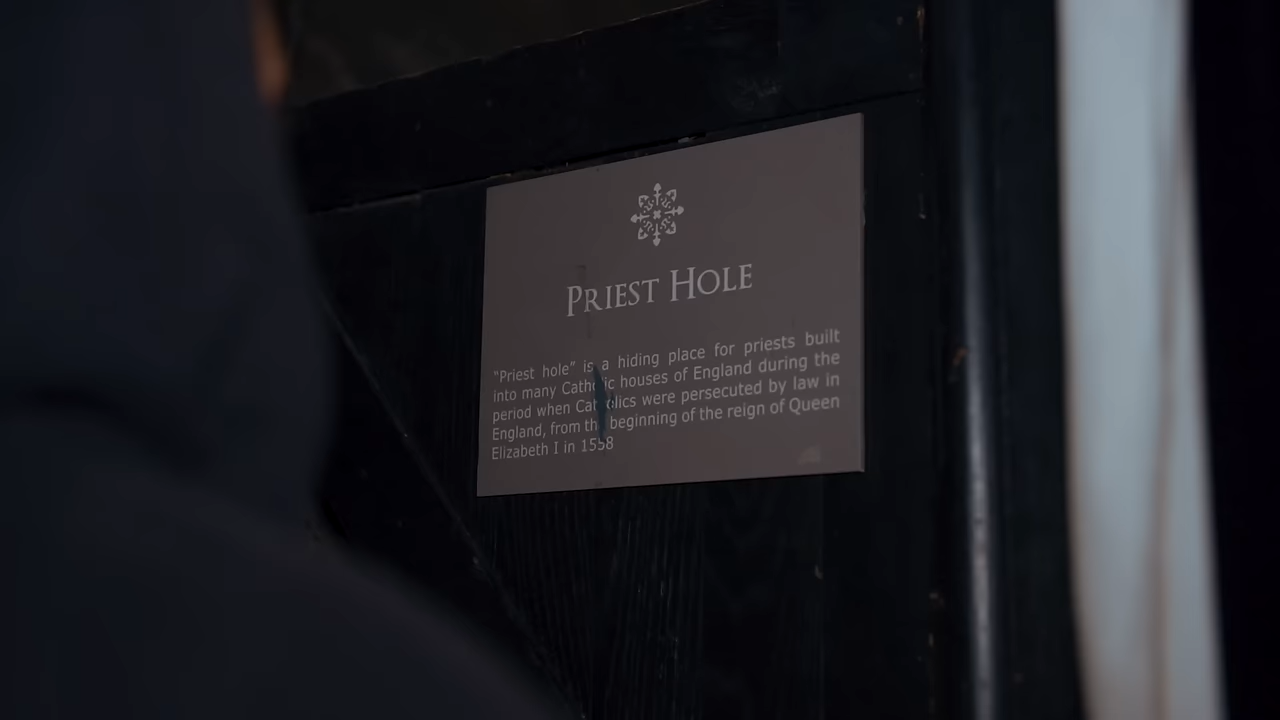 PRIEST HOLE
“Priest hole” is a hiding place for priests built
into many Catholic houses of England during the
period when Catholics were persecuted by law in
England, from the beginning of the reign of Queen
Elizabeth I in 1558